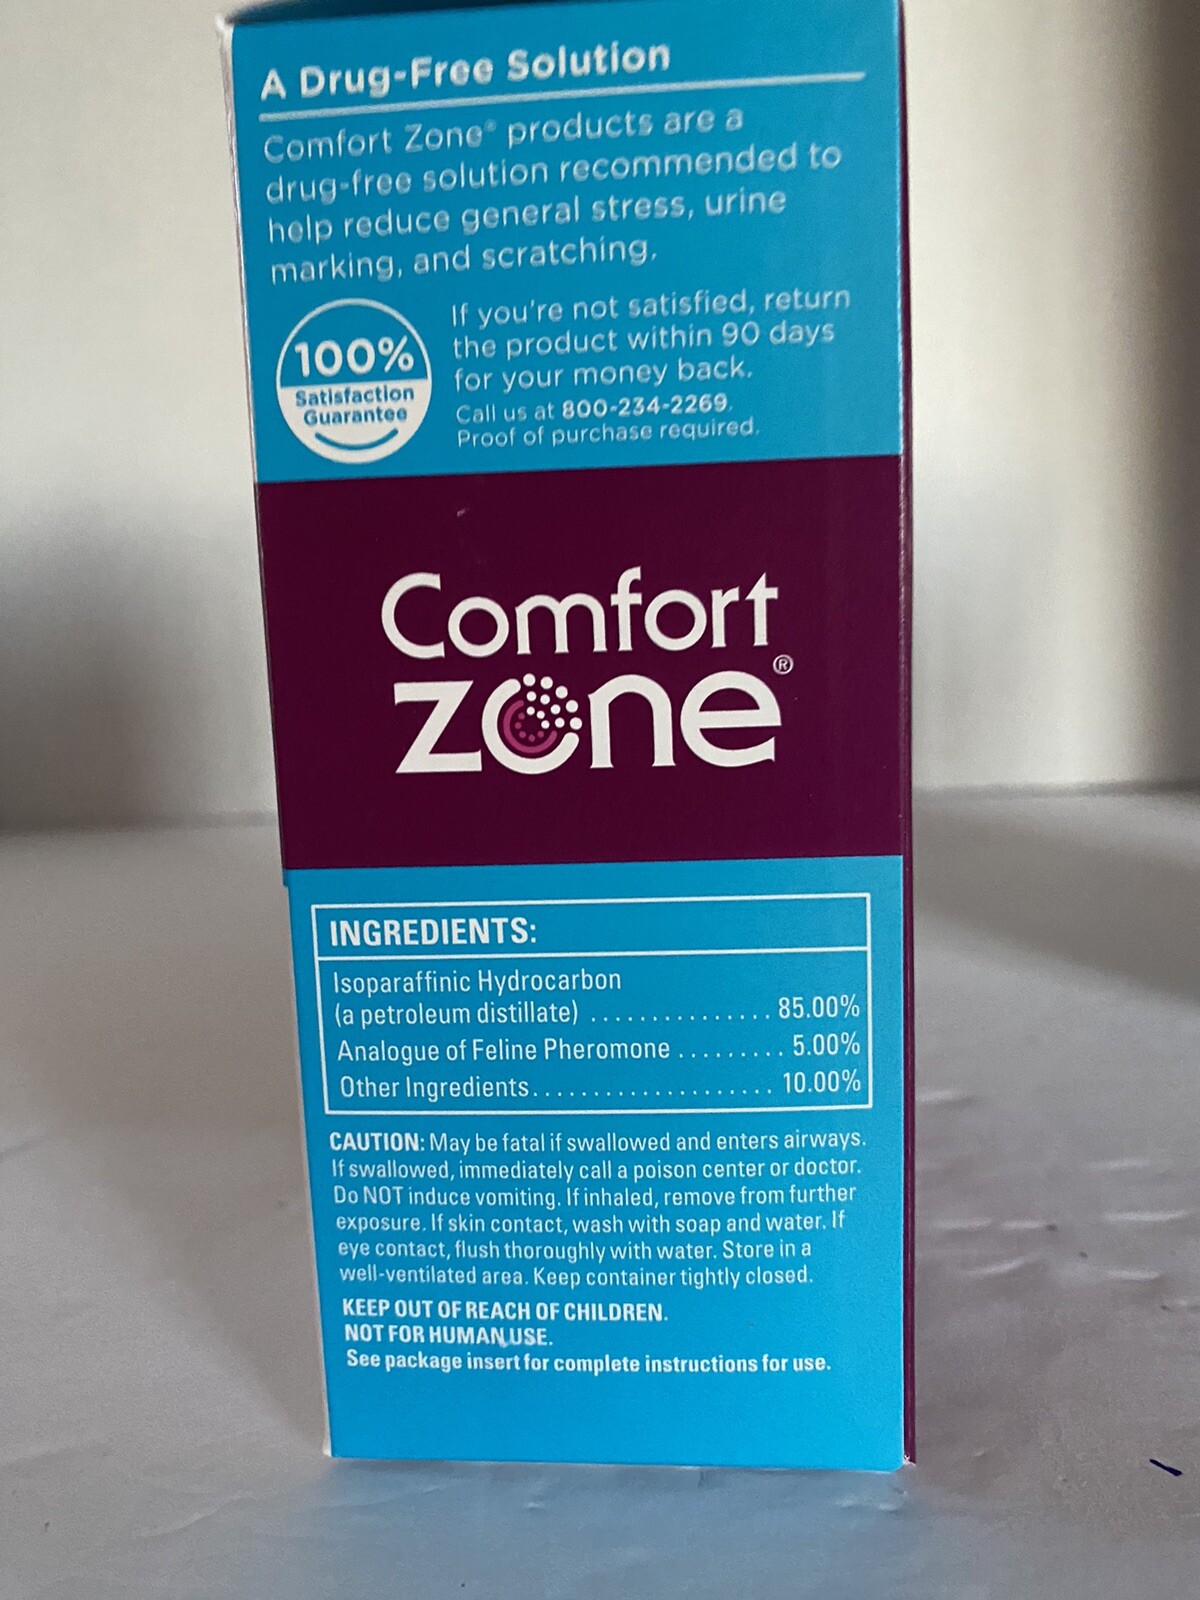 A Drug-Free Solution
Comfort Zone® products are a
drug-free solution recommended to
help reduce general stress, urine
marking, and scratching.
100%
Satisfaction
Guarantee
If you're not satisfied, return
the product within 90 days
for your money back.
Call us at 800-234-2269.
Proof of purchase required.
Comfort
zone®
INGREDIENTS:
Isoparaffinic Hydrocarbon
(a petroleum distillate) ............... 85.00%
Analogue of Feline Pheromone ......... 5.00%
Other Ingredients.................... 10.00%
CAUTION: May be fatal if swallowed and enters airways.
If swallowed, immediately call a poison center or doctor.
Do NOT induce vomiting. If inhaled, remove from further
exposure. If skin contact, wash with soap and water. If
eye contact, flush thoroughly with water. Store in a
well-ventilated area. Keep container tightly closed.
KEEP OUT OF REACH OF CHILDREN.
NOT FOR HUMAN USE.
See package insert for complete instructions for use.